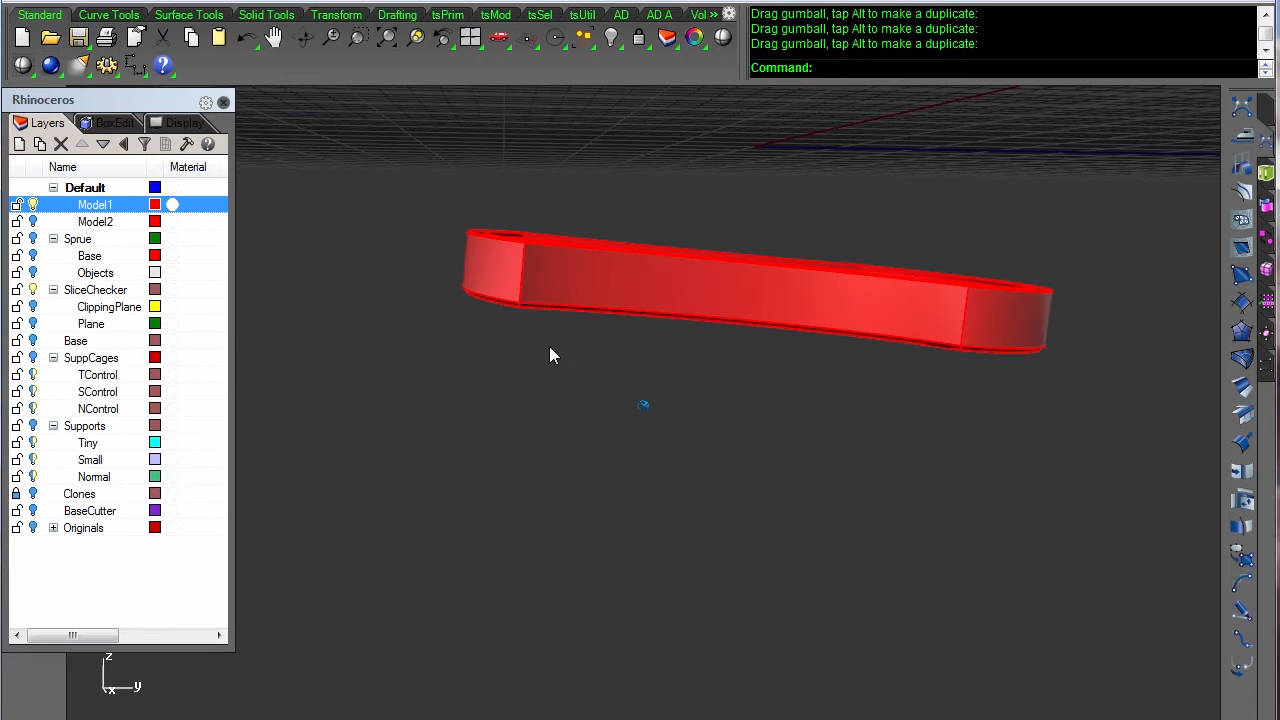 Standard Curve Tools Surface Tools Solid Tools Transform Drafting tsPrim tsMod tsSel tsUtil AD AD A Vol »
Drag gumball, tap Alt to make a duplicate:
Drag gumball, tap Alt to make a duplicate:
Drag gumball, tap Alt to make a duplicate:
Command:
Rhinoceros
Layers BoxEdit Display
Name Material
Default
Model1
Model2
Sprue
Base
Objects
SliceChecker
ClippingPlane
Plane
Base
SuppCages
TControl
SControl
NControl
Supports
Tiny
Small
Normal
Clones
BaseCutter
Originals
z
x y